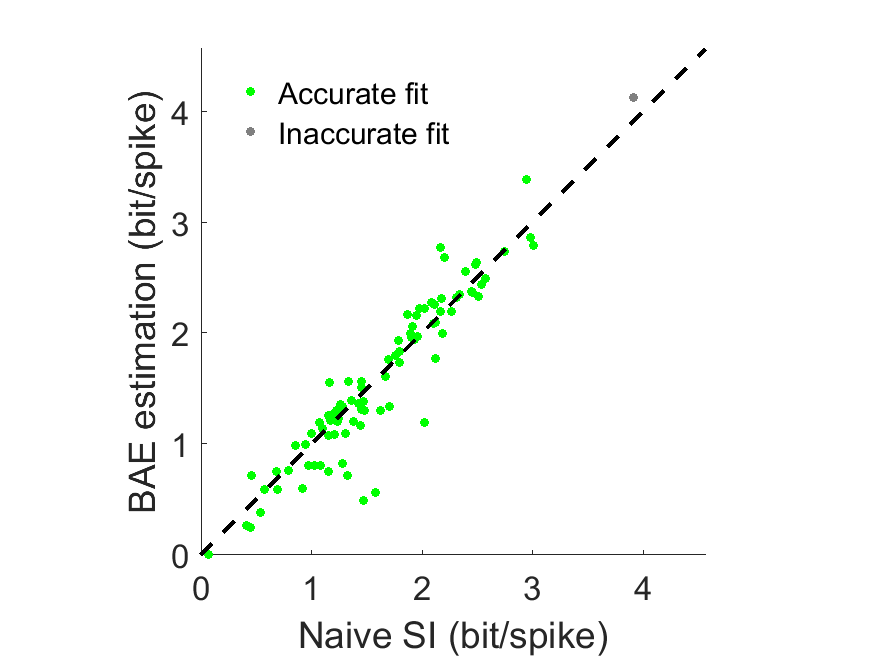 Accurate fit
Inaccurate fit
BAE estimation (bit/spike)
4
3
2
1
0
0 1 2 3 4
Naive SI (bit/spike)